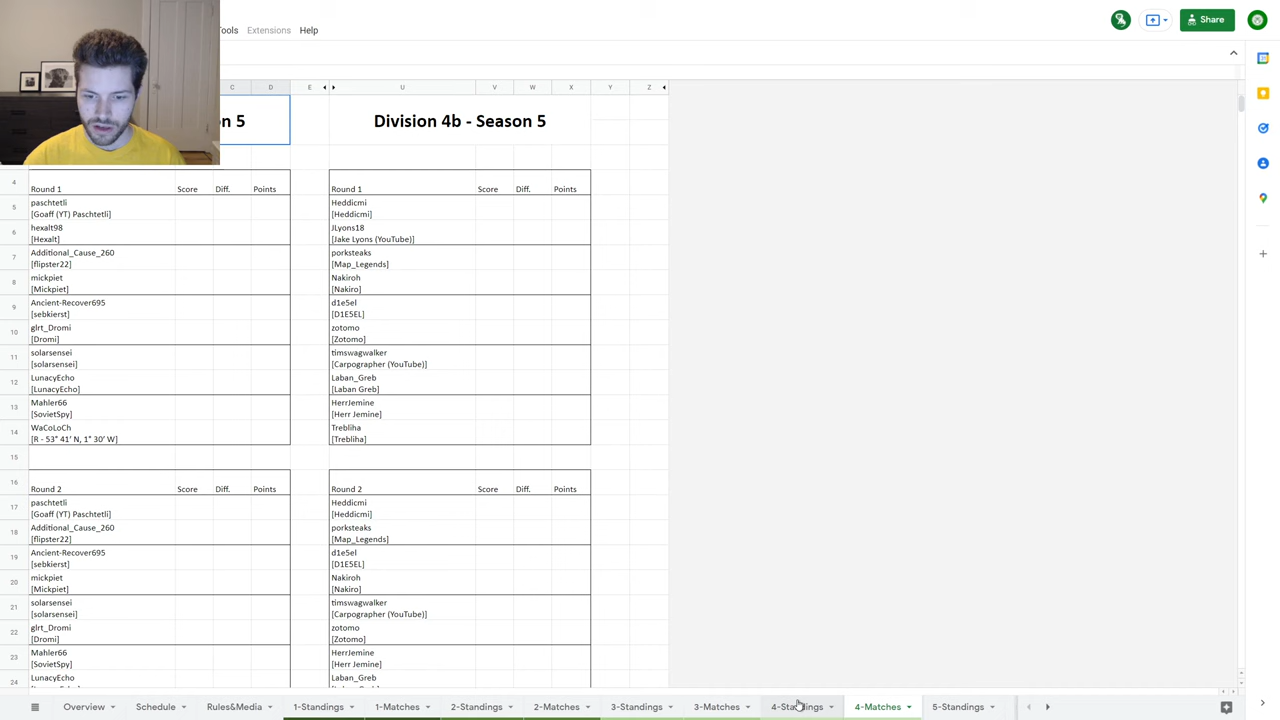 Tools Extensions Help
Share
C D E U V W X Y Z
on 5 Division 4b - Season 5
4 Round 1 Score Diff. Points Round 1 Score Diff. Points
5 paschtetli Heddicmi
[Goaff (YT) Paschtetli] [Heddicmi]
6 hexalt98 JLyons18
[Hexalt] [Jake Lyons (YouTube)]
7 Additional_Cause_260 porksteaks
[flipster22] [Map_Legends]
8 mickpiet Nakiroh
[Mickpiet] [Nakiro]
9 Ancient-Recover695 d1e5el
[sebkierst] [D1E5EL]
10 glrt_Dromi zotomo
[Dromi] [Zotomo]
11 solarsensei timswagwalker
[solarsensei] [Carpographer (YouTube)]
12 LunacyEcho Laban_Greb
[LunacyEcho] [Laban Greb]
13 Mahler66 HerrJemine
[SovietSpy] [Herr Jemine]
14 WaCoLoCh Trebliha
[R - 53° 41' N, 1° 30' W] [Trebliha]
15
16 Round 2 Score Diff. Points Round 2 Score Diff. Points
17 paschtetli Heddicmi
[Goaff (YT) Paschtetli] [Heddicmi]
18 Additional_Cause_260 porksteaks
[flipster22] [Map_Legends]
19 Ancient-Recover695 d1e5el
[sebkierst] [D1E5EL]
20 mickpiet Nakiroh
[Mickpiet] [Nakiro]
21 solarsensei timswagwalker
[solarsensei] [Carpographer (YouTube)]
22 glrt_Dromi zotomo
[Dromi] [Zotomo]
23 Mahler66 HerrJemine
[SovietSpy] [Herr Jemine]
24 LunacyEcho Laban_Greb
Overview Schedule Rules&Media 1-Standings 1-Matches 2-Standings 2-Matches 3-Standings 3-Matches 4-Standings 4-Matches 5-Standings